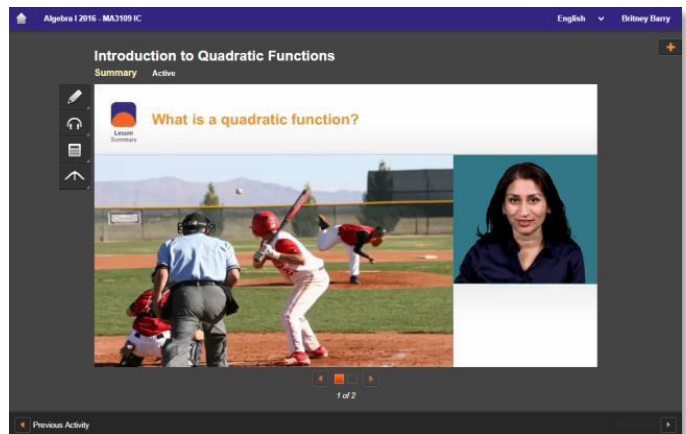 Algebra I 2016 - MA3109 IC
English
Britney Barry
Introduction to Quadratic Functions
Summary Active
Lesson
Summary
What is a quadratic function?
1 of 2
Previous Activity